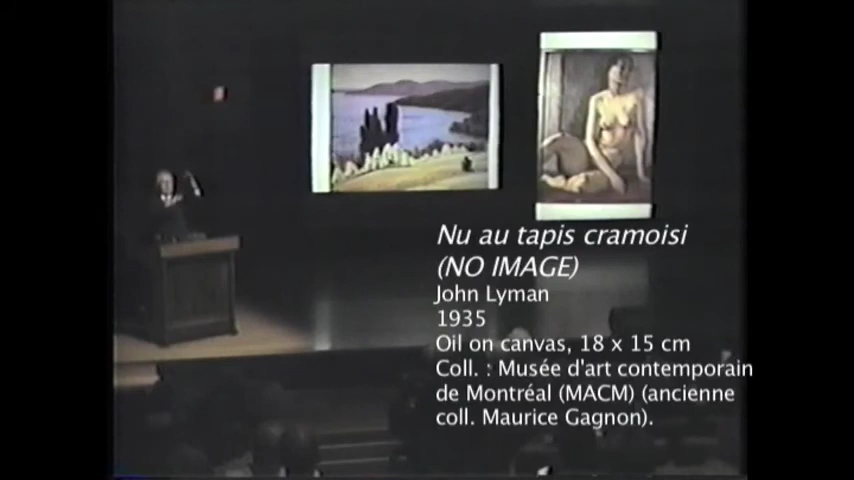 Nu au tapis cramoisi
(NO IMAGE)
John Lyman
1935
Oil on canvas, 18 x 15 cm
Coll. : Musée d'art contemporain
de Montréal (MACM) (ancienne
coll. Maurice Gagnon).